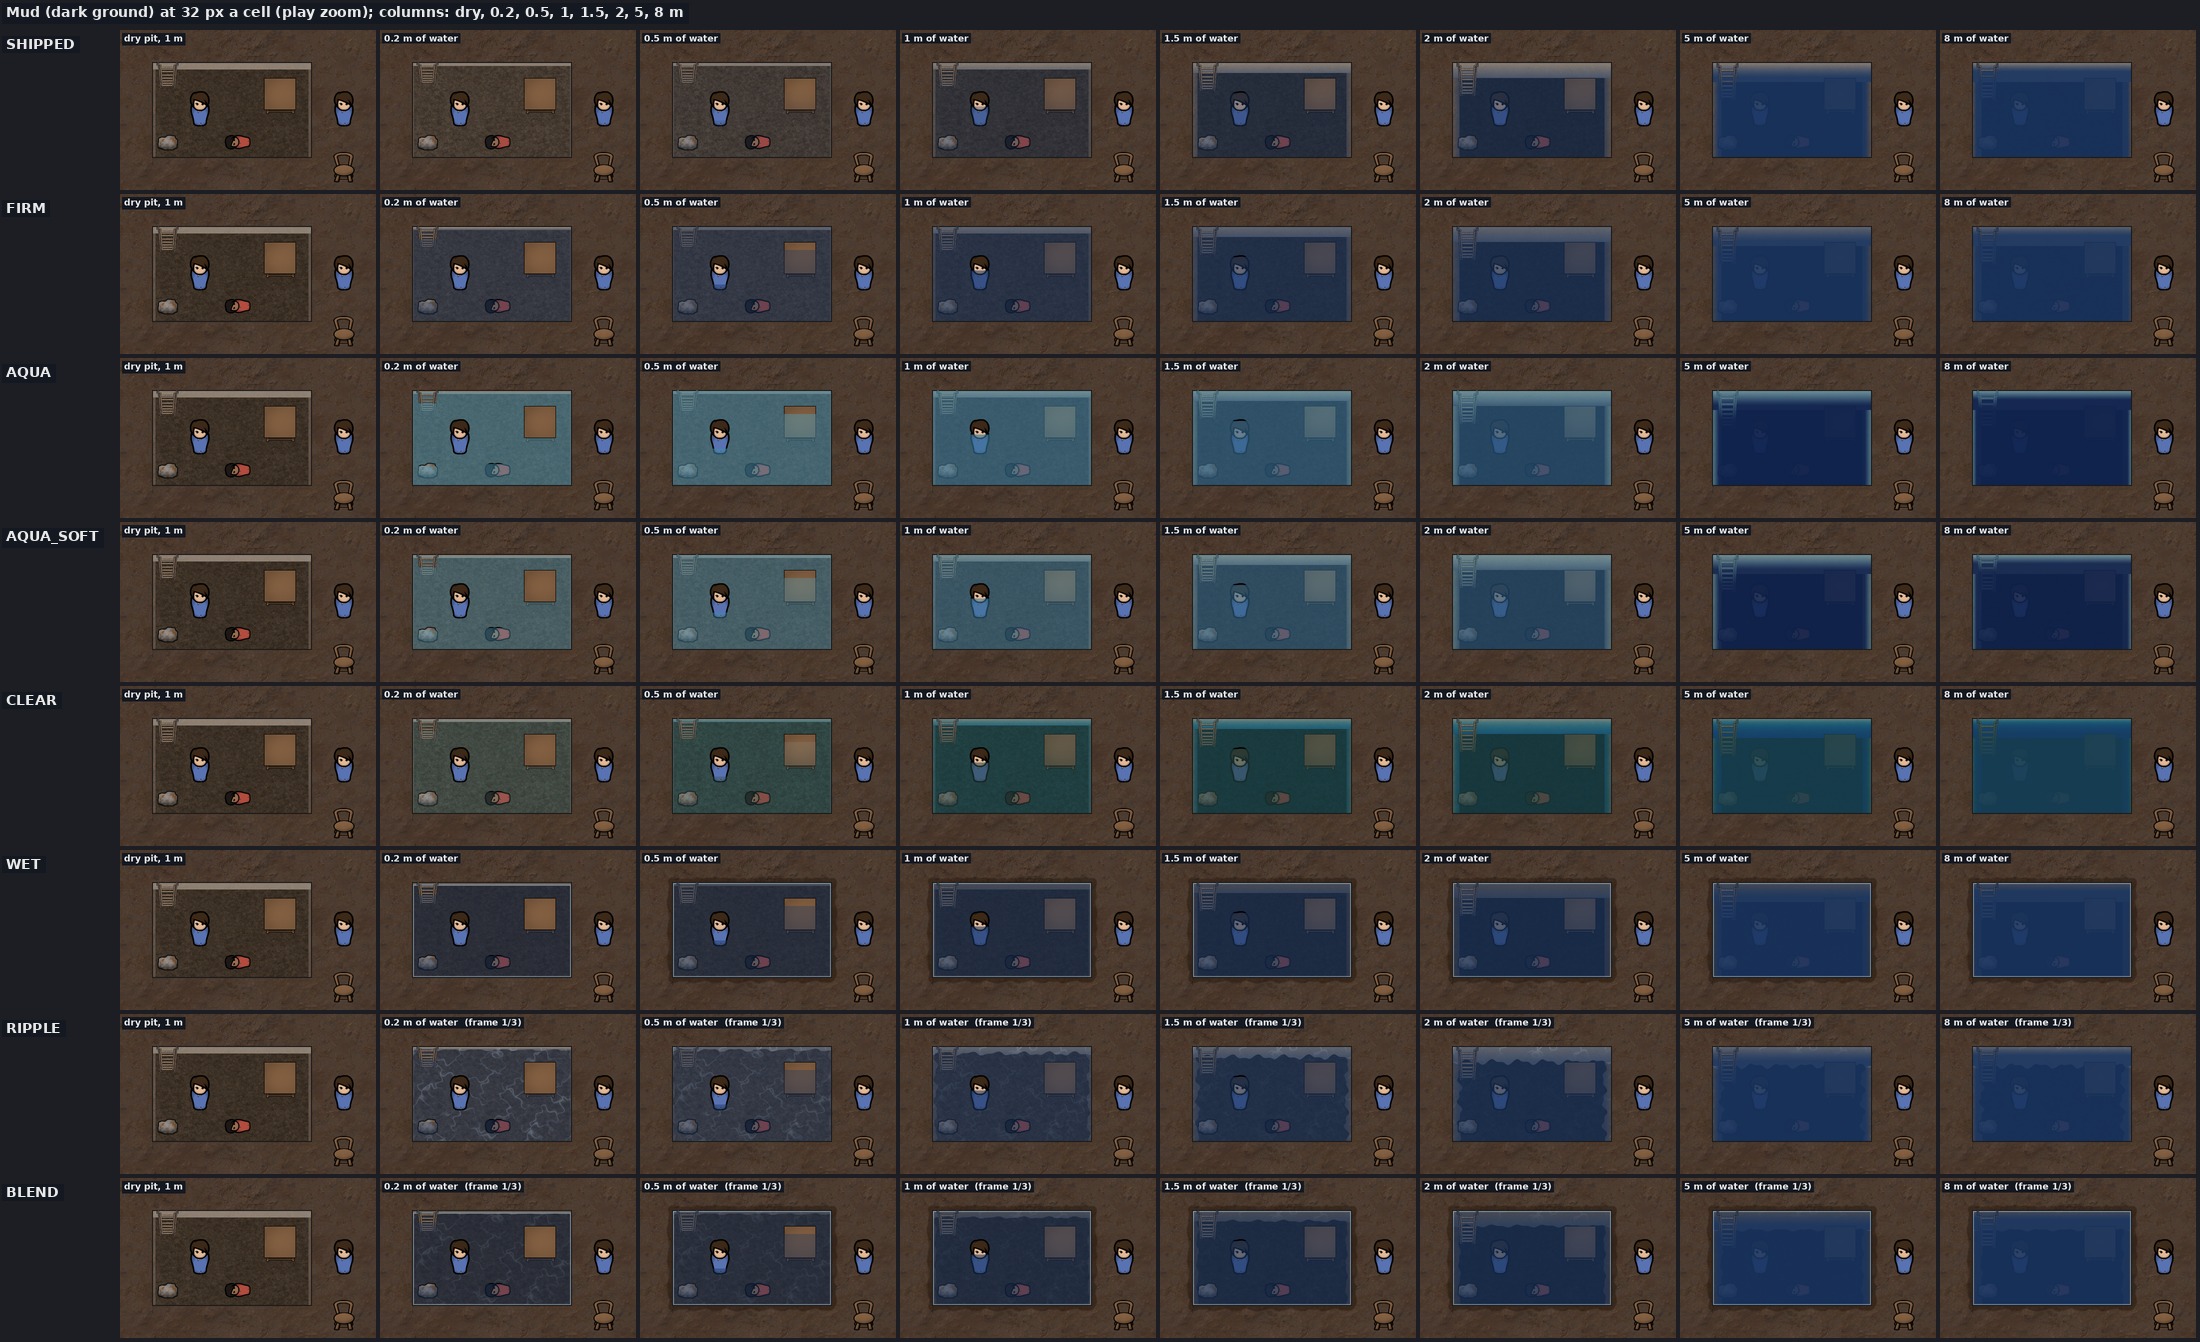 Mud (dark ground) at 32 px a cell (play zoom); columns: dry, 0.2, 0.5, 1, 1.5, 2, 5, 8 m
SHIPPED
dry pit, 1 m
0.2 m of water
0.5 m of water
1 m of water
1.5 m of water
2 m of water
5 m of water
8 m of water
FIRM
dry pit, 1 m
0.2 m of water
0.5 m of water
1 m of water
1.5 m of water
2 m of water
5 m of water
8 m of water
AQUA
dry pit, 1 m
0.2 m of water
0.5 m of water
1 m of water
1.5 m of water
2 m of water
5 m of water
8 m of water
AQUA_SOFT
dry pit, 1 m
0.2 m of water
0.5 m of water
1 m of water
1.5 m of water
2 m of water
5 m of water
8 m of water
CLEAR
dry pit, 1 m
0.2 m of water
0.5 m of water
1 m of water
1.5 m of water
2 m of water
5 m of water
8 m of water
WET
dry pit, 1 m
0.2 m of water
0.5 m of water
1 m of water
1.5 m of water
2 m of water
5 m of water
8 m of water
RIPPLE
dry pit, 1 m
0.2 m of water (frame 1/3)
0.5 m of water (frame 1/3)
1 m of water (frame 1/3)
1.5 m of water (frame 1/3)
2 m of water (frame 1/3)
5 m of water (frame 1/3)
8 m of water (frame 1/3)
BLEND
dry pit, 1 m
0.2 m of water (frame 1/3)
0.5 m of water (frame 1/3)
1 m of water (frame 1/3)
1.5 m of water (frame 1/3)
2 m of water (frame 1/3)
5 m of water (frame 1/3)
8 m of water (frame 1/3)